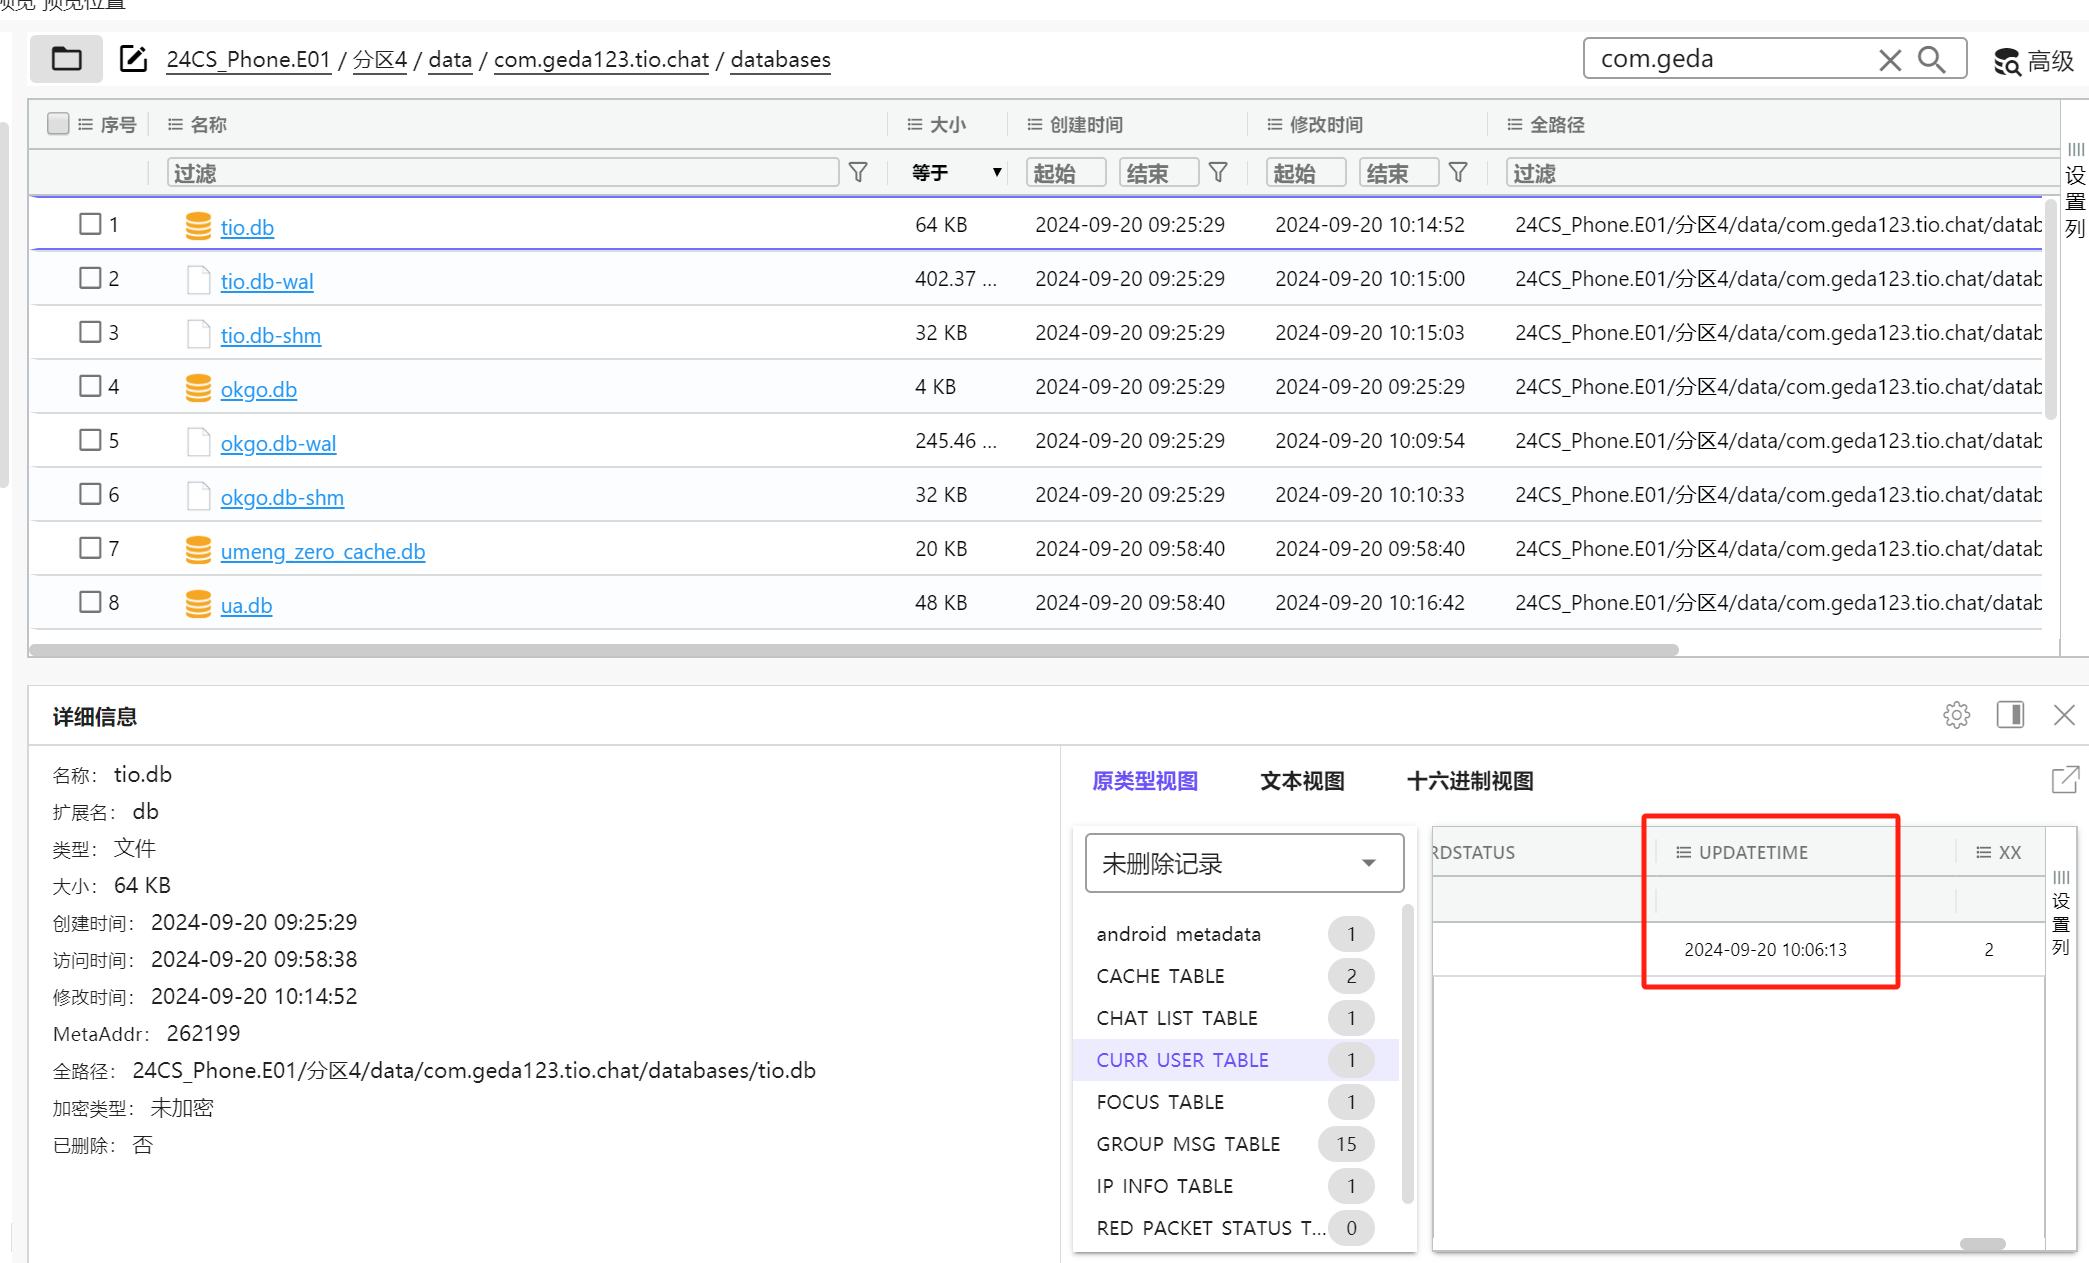 预览 预览位置
24CS_Phone.E01 / 分区4 / data / com.geda123.tio.chat / databases
com.geda
高级
序号 名称 大小 创建时间 修改时间 全路径
过滤 等于 起始 结束 起始 结束 过滤
设置列
1 tio.db 64 KB 2024-09-20 09:25:29 2024-09-20 10:14:52 24CS_Phone.E01/分区4/data/com.geda123.tio.chat/datab
2 tio.db-wal 402.37 ... 2024-09-20 09:25:29 2024-09-20 10:15:00 24CS_Phone.E01/分区4/data/com.geda123.tio.chat/datab
3 tio.db-shm 32 KB 2024-09-20 09:25:29 2024-09-20 10:15:03 24CS_Phone.E01/分区4/data/com.geda123.tio.chat/datab
4 okgo.db 4 KB 2024-09-20 09:25:29 2024-09-20 09:25:29 24CS_Phone.E01/分区4/data/com.geda123.tio.chat/datab
5 okgo.db-wal 245.46 ... 2024-09-20 09:25:29 2024-09-20 10:09:54 24CS_Phone.E01/分区4/data/com.geda123.tio.chat/datab
6 okgo.db-shm 32 KB 2024-09-20 09:25:29 2024-09-20 10:10:33 24CS_Phone.E01/分区4/data/com.geda123.tio.chat/datab
7 umeng_zero_cache.db 20 KB 2024-09-20 09:58:40 2024-09-20 09:58:40 24CS_Phone.E01/分区4/data/com.geda123.tio.chat/datab
8 ua.db 48 KB 2024-09-20 09:58:40 2024-09-20 10:16:42 24CS_Phone.E01/分区4/data/com.geda123.tio.chat/datab
详细信息
名称： tio.db
扩展名： db
类型： 文件
大小： 64 KB
创建时间： 2024-09-20 09:25:29
访问时间： 2024-09-20 09:58:38
修改时间： 2024-09-20 10:14:52
MetaAddr： 262199
全路径： 24CS_Phone.E01/分区4/data/com.geda123.tio.chat/databases/tio.db
加密类型： 未加密
已删除： 否
原类型视图 文本视图 十六进制视图
未删除记录
android metadata 1
CACHE TABLE 2
CHAT LIST TABLE 1
CURR USER TABLE 1
FOCUS TABLE 1
GROUP MSG TABLE 15
IP INFO TABLE 1
RED PACKET STATUS T... 0
RDSTATUS UPDATETIME XX
2024-09-20 10:06:13 2
设置列